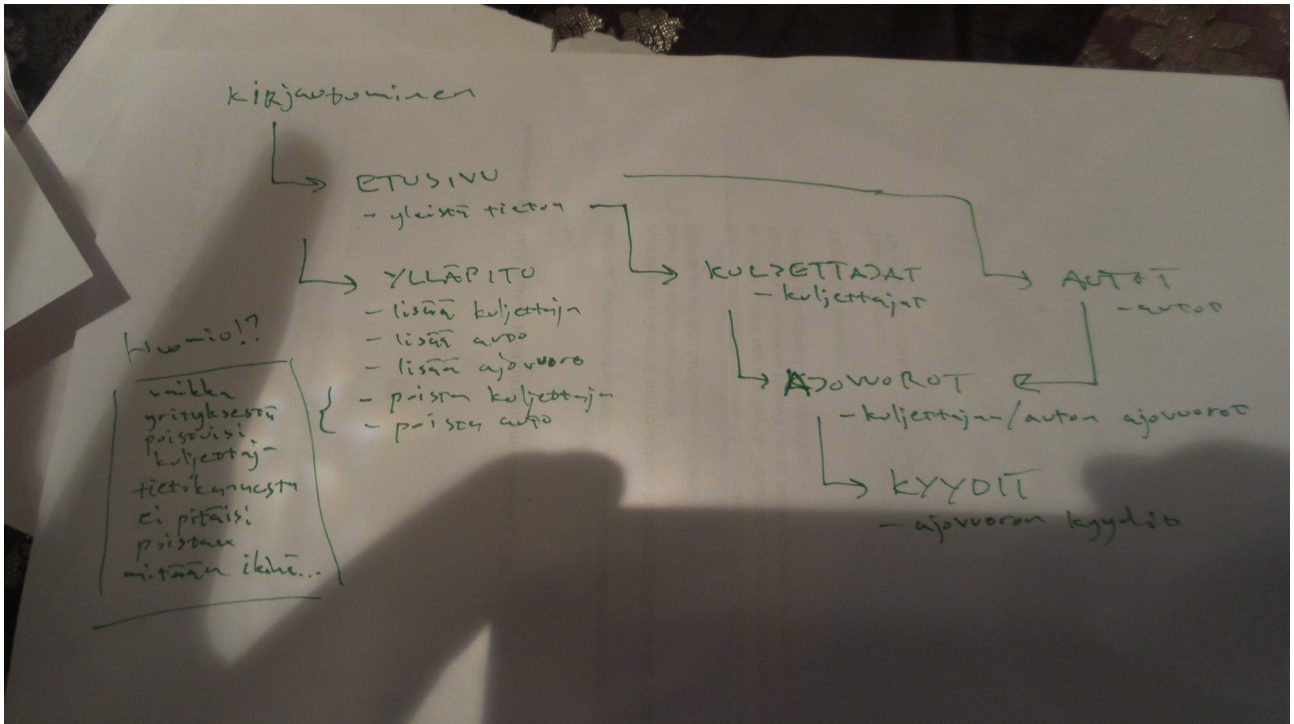 kirjautuminen
ETUSIVU
- yleistä tietoa
YLLÄPITO
- lisää kuljettaja
- lisää auto
- lisää ajovuoro
- poista kuljettaja
- poista auto
KULJETTAJAT
- kuljettajat
AUTOT
- autot
AJOVUOROT
- kuljettajan/auton ajovuorot
KYYDIT
- ajovuoron kyydit
Huomio!?
vaikka
yrityksestä
poistuisi
kuljettaja
tietokannasta
ei pitäisi
poistaa
mitään ikinä...